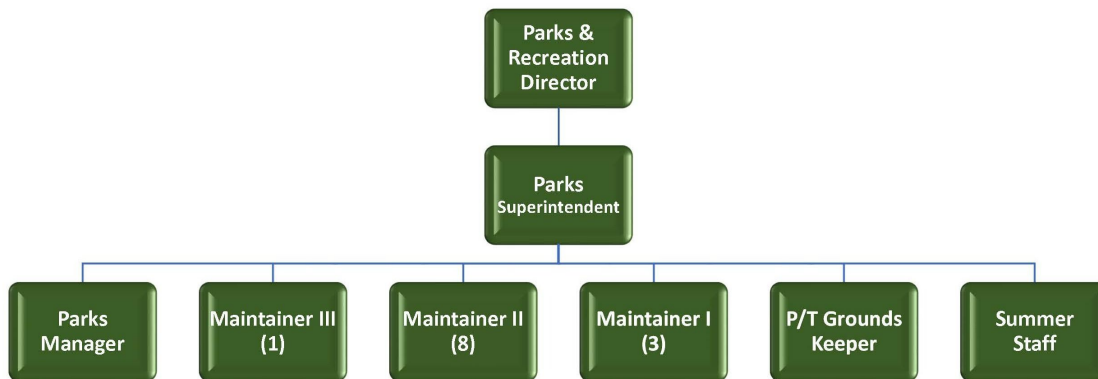 Parks &
Recreation
Director
Parks
Superintendent
Parks
Manager
Maintainer III
(1)
Maintainer II
(8)
Maintainer I
(3)
P/T Grounds
Keeper
Summer
Staff